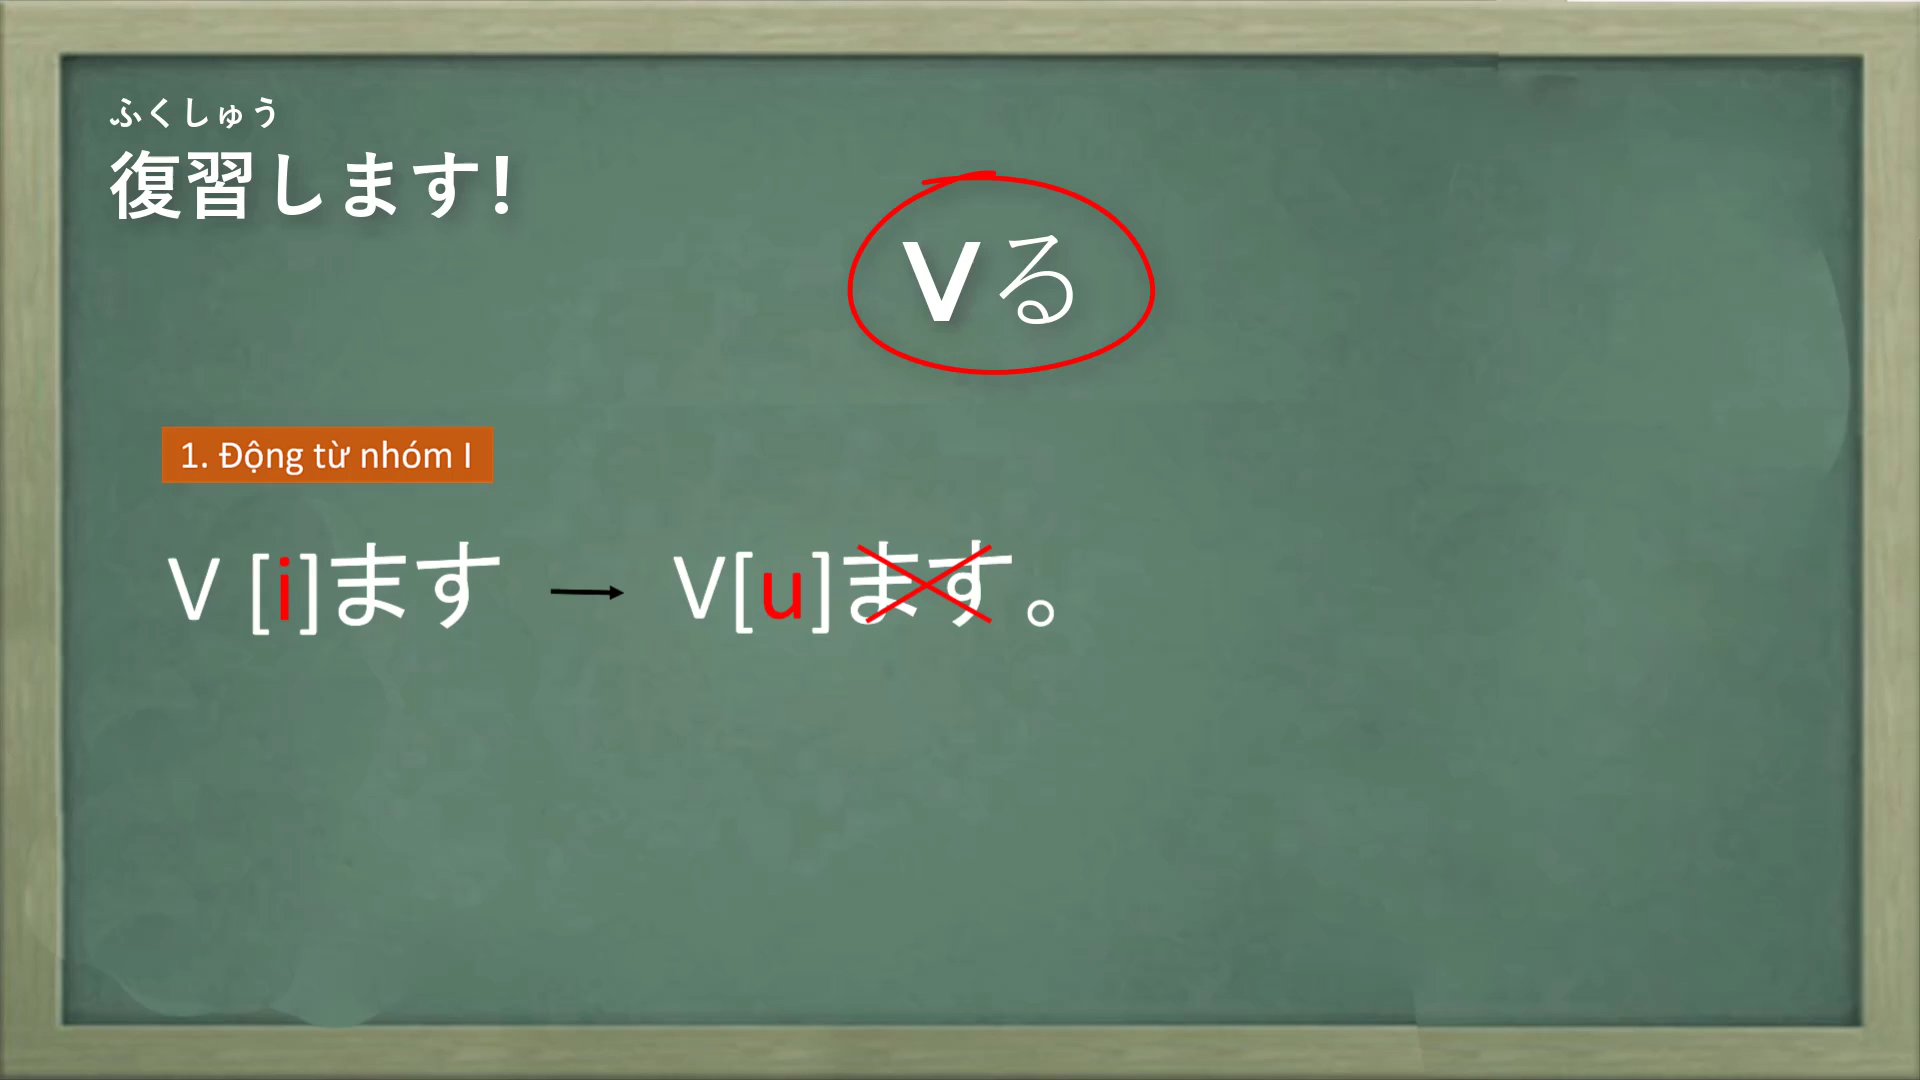 ふくしゅう
復習します!
Vる
1. Động từ nhóm I
V [i]ます → V[u]ます。